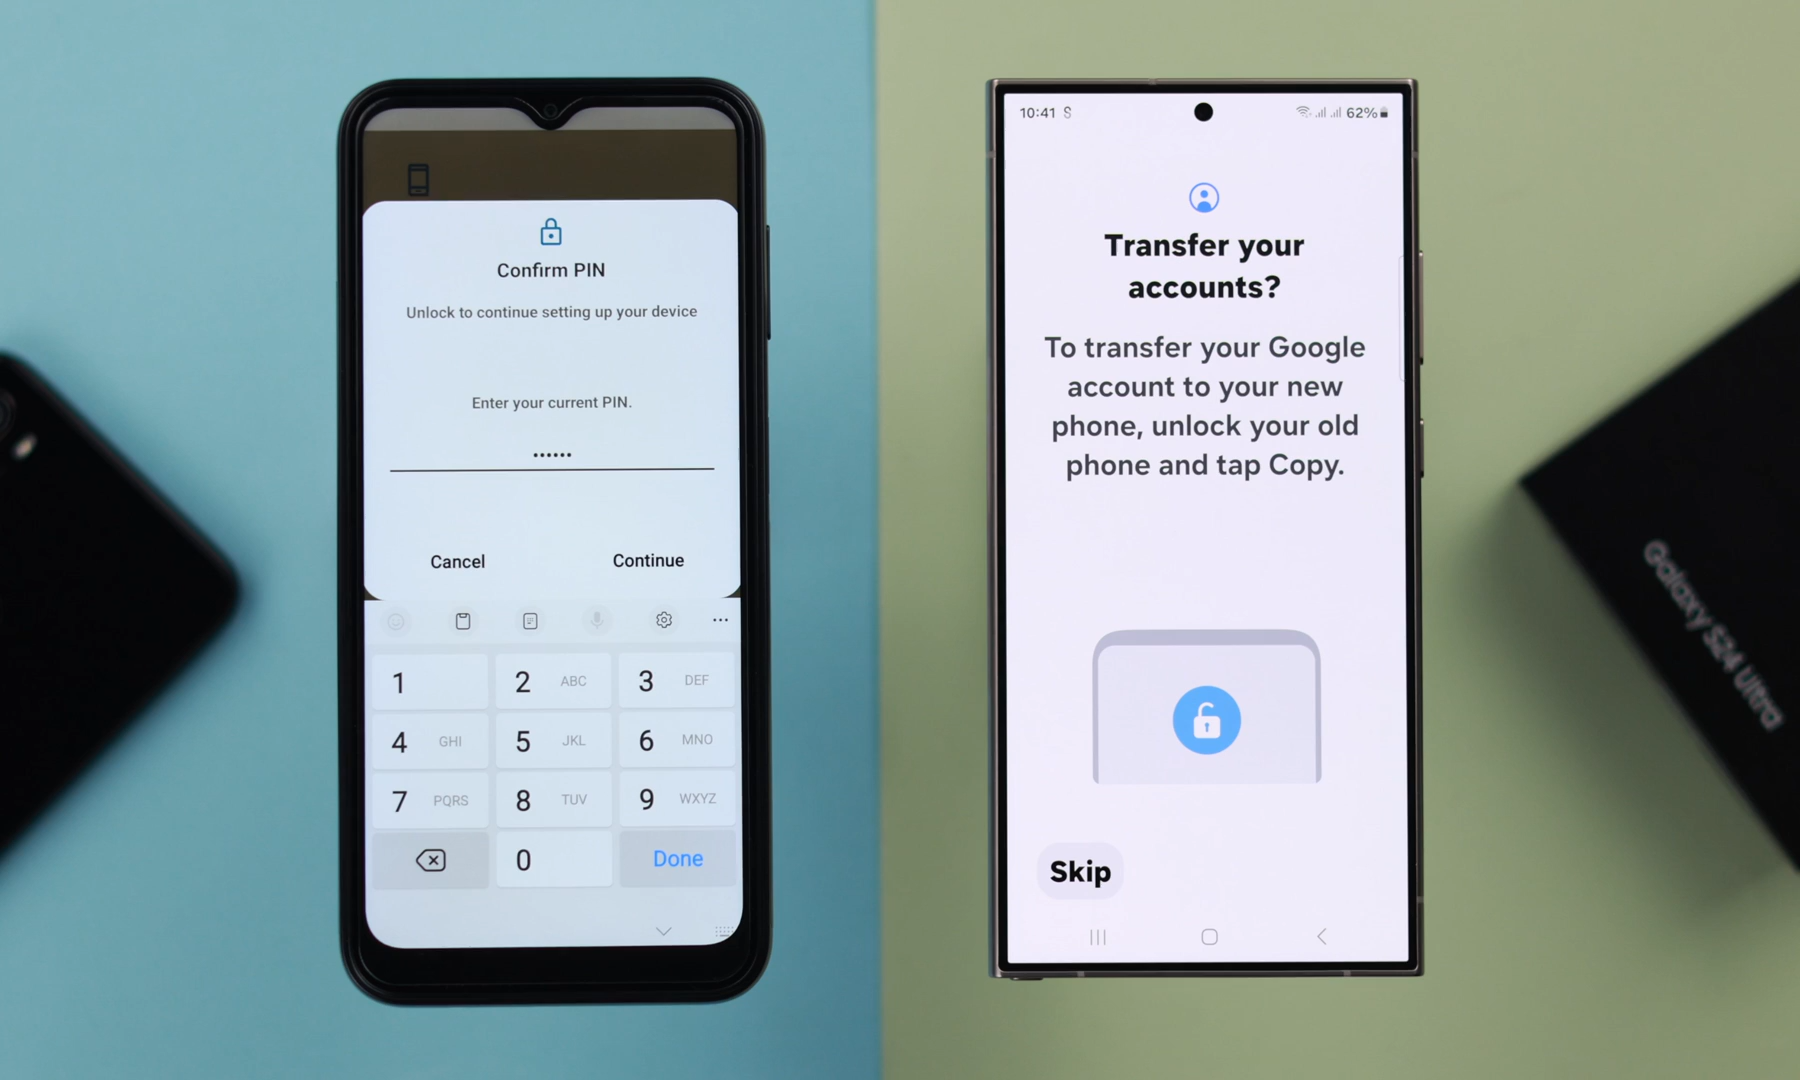 Confirm PIN
Unlock to continue setting up your device
Enter your current PIN.
••••••
Cancel
Continue
1
2 ABC
3 DEF
4 GHI
5 JKL
6 MNO
7 PQRS
8 TUV
9 WXYZ
0
Done
10:41
62%
Transfer your
accounts?
To transfer your Google
account to your new
phone, unlock your old
phone and tap Copy.
Skip
Galaxy S24 Ultra